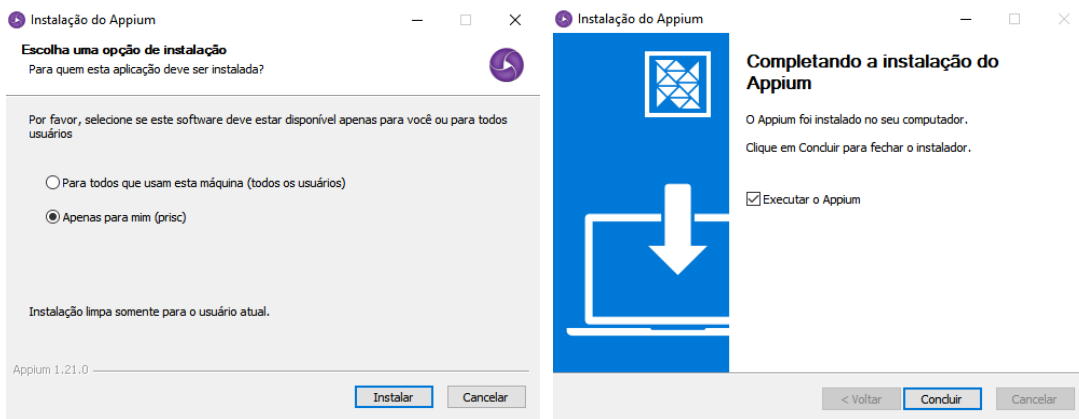 Instalação do Appium
Escolha uma opção de instalação
Para quem esta aplicação deve ser instalada?
Por favor, selecione se este software deve estar disponível apenas para você ou para todos
usuários
Para todos que usam esta máquina (todos os usuários)
Apenas para mim (prisc)
Instalação limpa somente para o usuário atual.
Appium 1.21.0
Instalar
Cancelar
Instalação do Appium
Completando a instalação do
Appium
O Appium foi instalado no seu computador.
Clique em Concluir para fechar o instalador.
Executar o Appium
< Voltar
Concluir
Cancelar